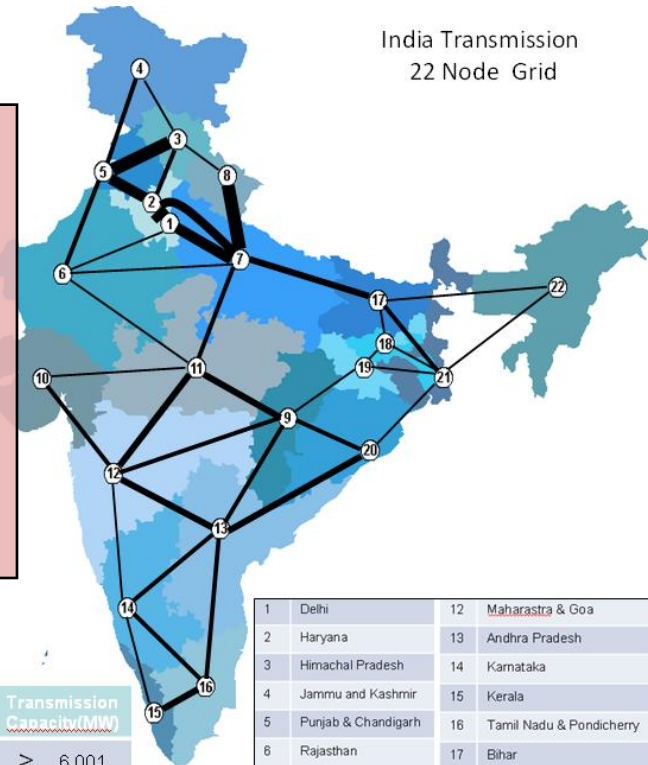 India Transmission
22 Node Grid
4
3
5
8
2
1
7
6
22
17
18
11
19
10
21
9
20
12
13
14
16
15
1 Delhi
2 Haryana
3 Himachal Pradesh
4 Jammu and Kashmir
5 Punjab & Chandigarh
6 Rajasthan
12 Maharastra & Goa
13 Andhra Pradesh
14 Karnataka
15 Kerala
16 Tamil Nadu & Pondicherry
17 Bihar
Transmission
Capacity(MW)
> 6,001